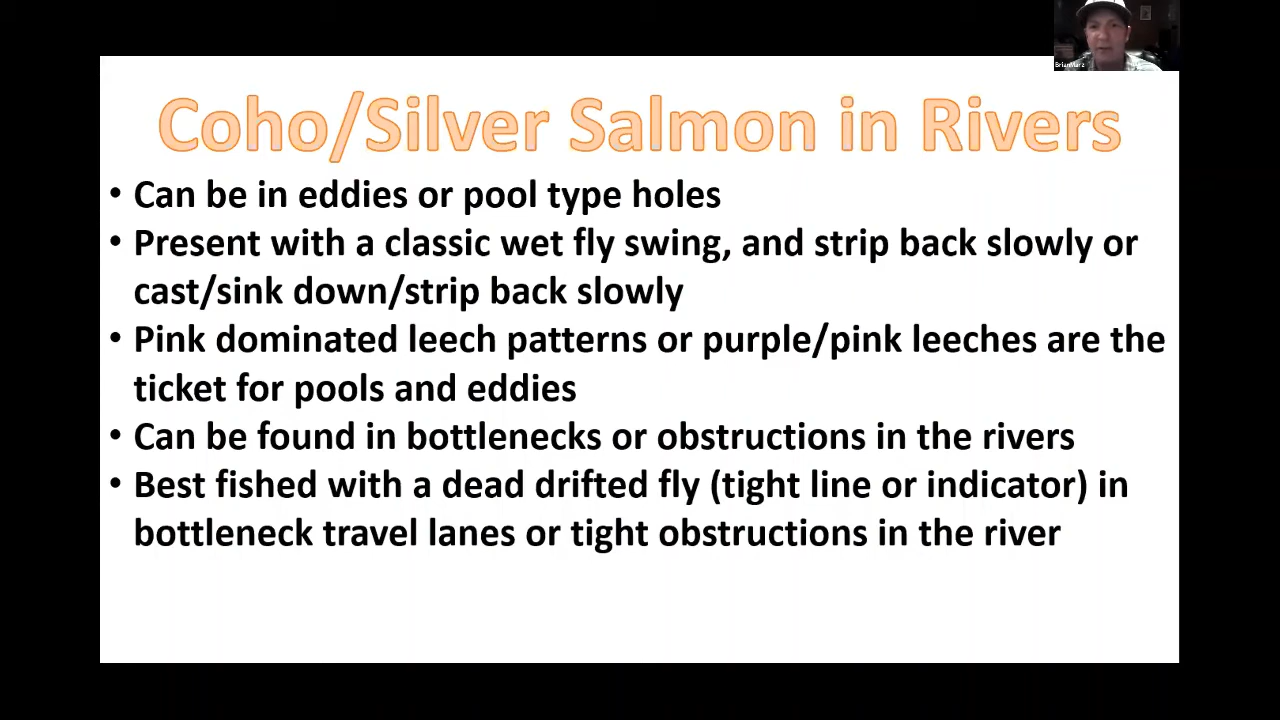 BrianMarz
Coho/Silver Salmon in Rivers
• Can be in eddies or pool type holes
• Present with a classic wet fly swing, and strip back slowly or
cast/sink down/strip back slowly
• Pink dominated leech patterns or purple/pink leeches are the
ticket for pools and eddies
• Can be found in bottlenecks or obstructions in the rivers
• Best fished with a dead drifted fly (tight line or indicator) in
bottleneck travel lanes or tight obstructions in the river